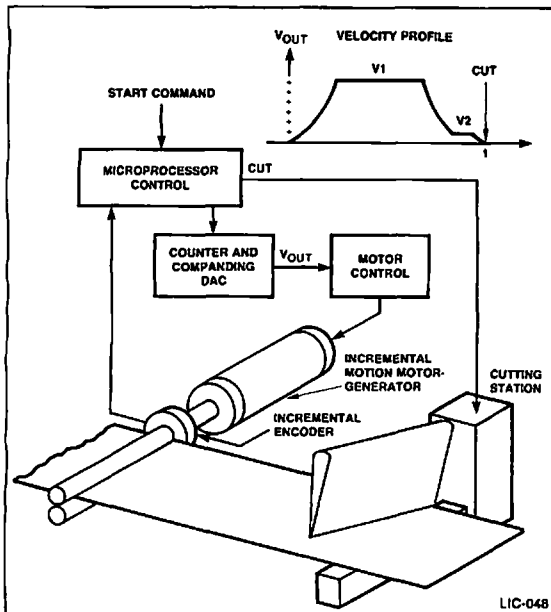 VOUT
VELOCITY PROFILE
V1
CUT
V2
1
START COMMAND
MICROPROCESSOR
CONTROL
CUT
COUNTER AND
COMPANDING
DAC
VOUT
MOTOR
CONTROL
INCREMENTAL
MOTION MOTOR-
GENERATOR
CUTTING
STATION
INCREMENTAL
ENCODER
LIC-048